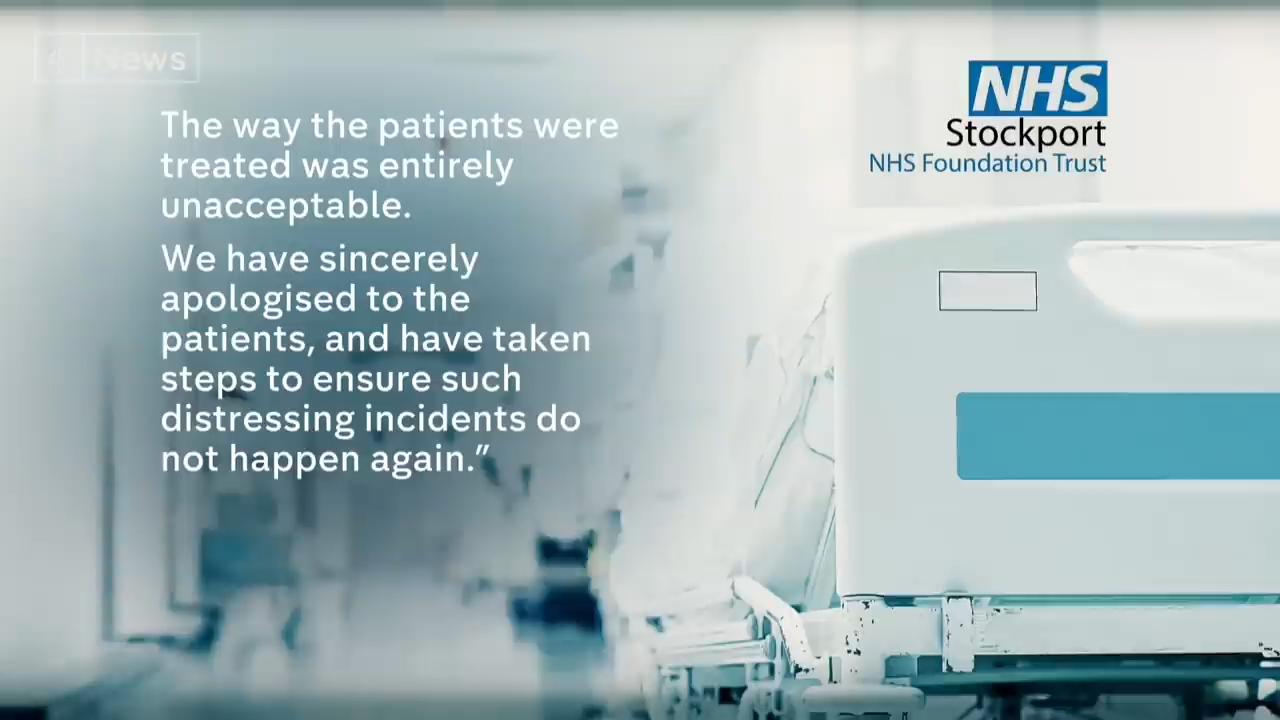 4 News
NHS
Stockport
NHS Foundation Trust
The way the patients were
treated was entirely
unacceptable.
We have sincerely
apologised to the
patients, and have taken
steps to ensure such
distressing incidents do
not happen again.”